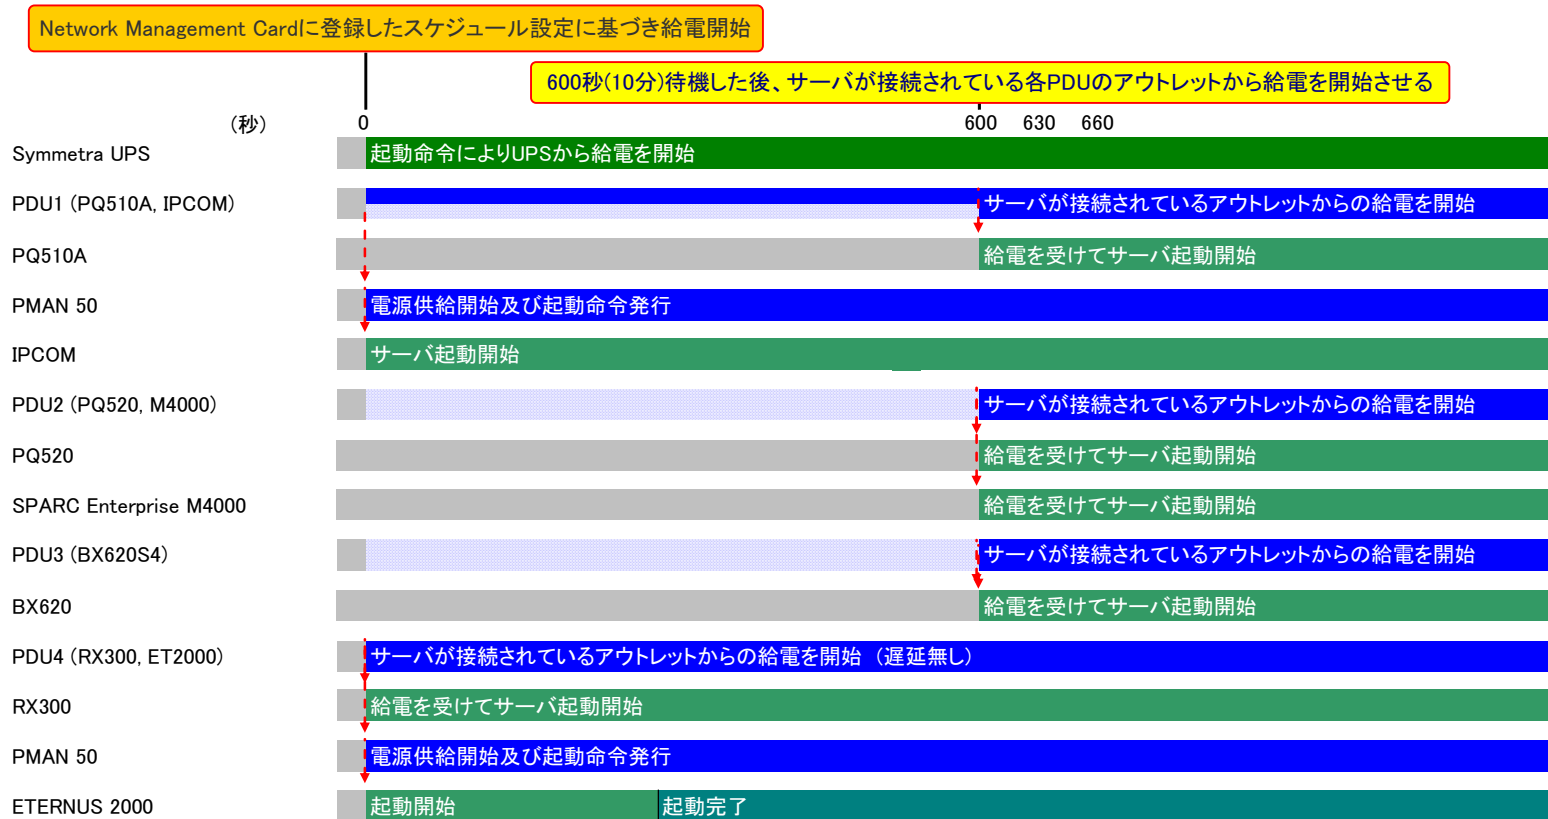 Network Management Cardに登録したスケジュール設定に基づき給電開始
600秒(10分)待機した後、サーバが接続されている各PDUのアウトレットから給電を開始させる
(秒) 0 600 630 660
Symmetra UPS 起動命令によりUPSから給電を開始
PDU1 (PQ510A, IPCOM) サーバが接続されているアウトレットからの給電を開始
PQ510A 給電を受けてサーバ起動開始
PMAN 50 電源供給開始及び起動命令発行
IPCOM サーバ起動開始
PDU2 (PQ520, M4000) サーバが接続されているアウトレットからの給電を開始
PQ520 給電を受けてサーバ起動開始
SPARC Enterprise M4000 給電を受けてサーバ起動開始
PDU3 (BX620S4) サーバが接続されているアウトレットからの給電を開始
BX620 給電を受けてサーバ起動開始
PDU4 (RX300, ET2000) サーバが接続されているアウトレットからの給電を開始 (遅延無し)
RX300 給電を受けてサーバ起動開始
PMAN 50 電源供給開始及び起動命令発行
ETERNUS 2000 起動開始 起動完了